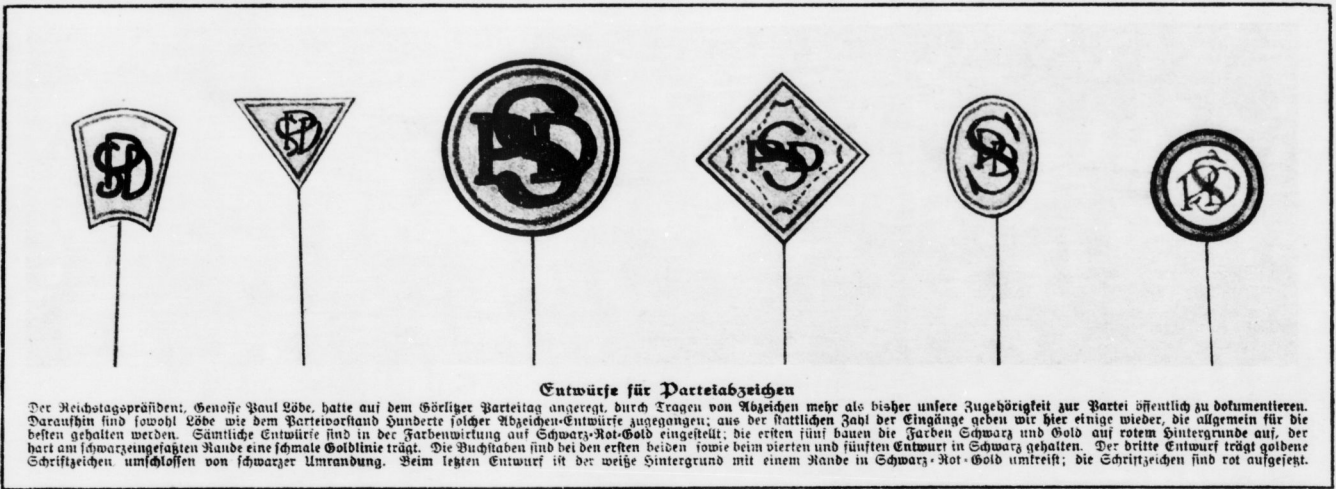 SPD
SPD
SPD
SPD
SPD
SPD
Entwürfe für Parteiabzeichen
Der Reichstagspräsident, Genosse Paul Löbe, hatte auf dem Görlitzer Parteitag angeregt, durch Tragen von Abzeichen mehr als bisher unsere Zugehörigkeit zur Partei öffentlich zu dokumentieren.
Daraufhin sind sowohl Löbe wie dem Parteivorstand Hunderte solcher Abzeichen-Entwürfe zugegangen; aus der stattlichen Zahl der Eingänge geben wir hier einige wieder, die allgemein für die
besten gehalten werden. Sämtliche Entwürfe sind in der Farbenwirkung auf Schwarz-Rot-Gold eingestellt; die ersten fünf bauen die Farben Schwarz und Gold auf rotem Hintergrunde auf, der
hart am schwarzeingefaßten Rande eine schmale Goldlinie trägt. Die Buchstaben sind bei den ersten beiden sowie beim vierten und fünften Entwurf in Schwarz gehalten. Der dritte Entwurf trägt goldene
Schriftzeichen umschlossen von schwarzer Umrandung. Beim letzten Entwurf ist der weiße Hintergrund mit einem Rande in Schwarz-Rot-Gold umkreist; die Schriftzeichen sind rot aufgesetzt.